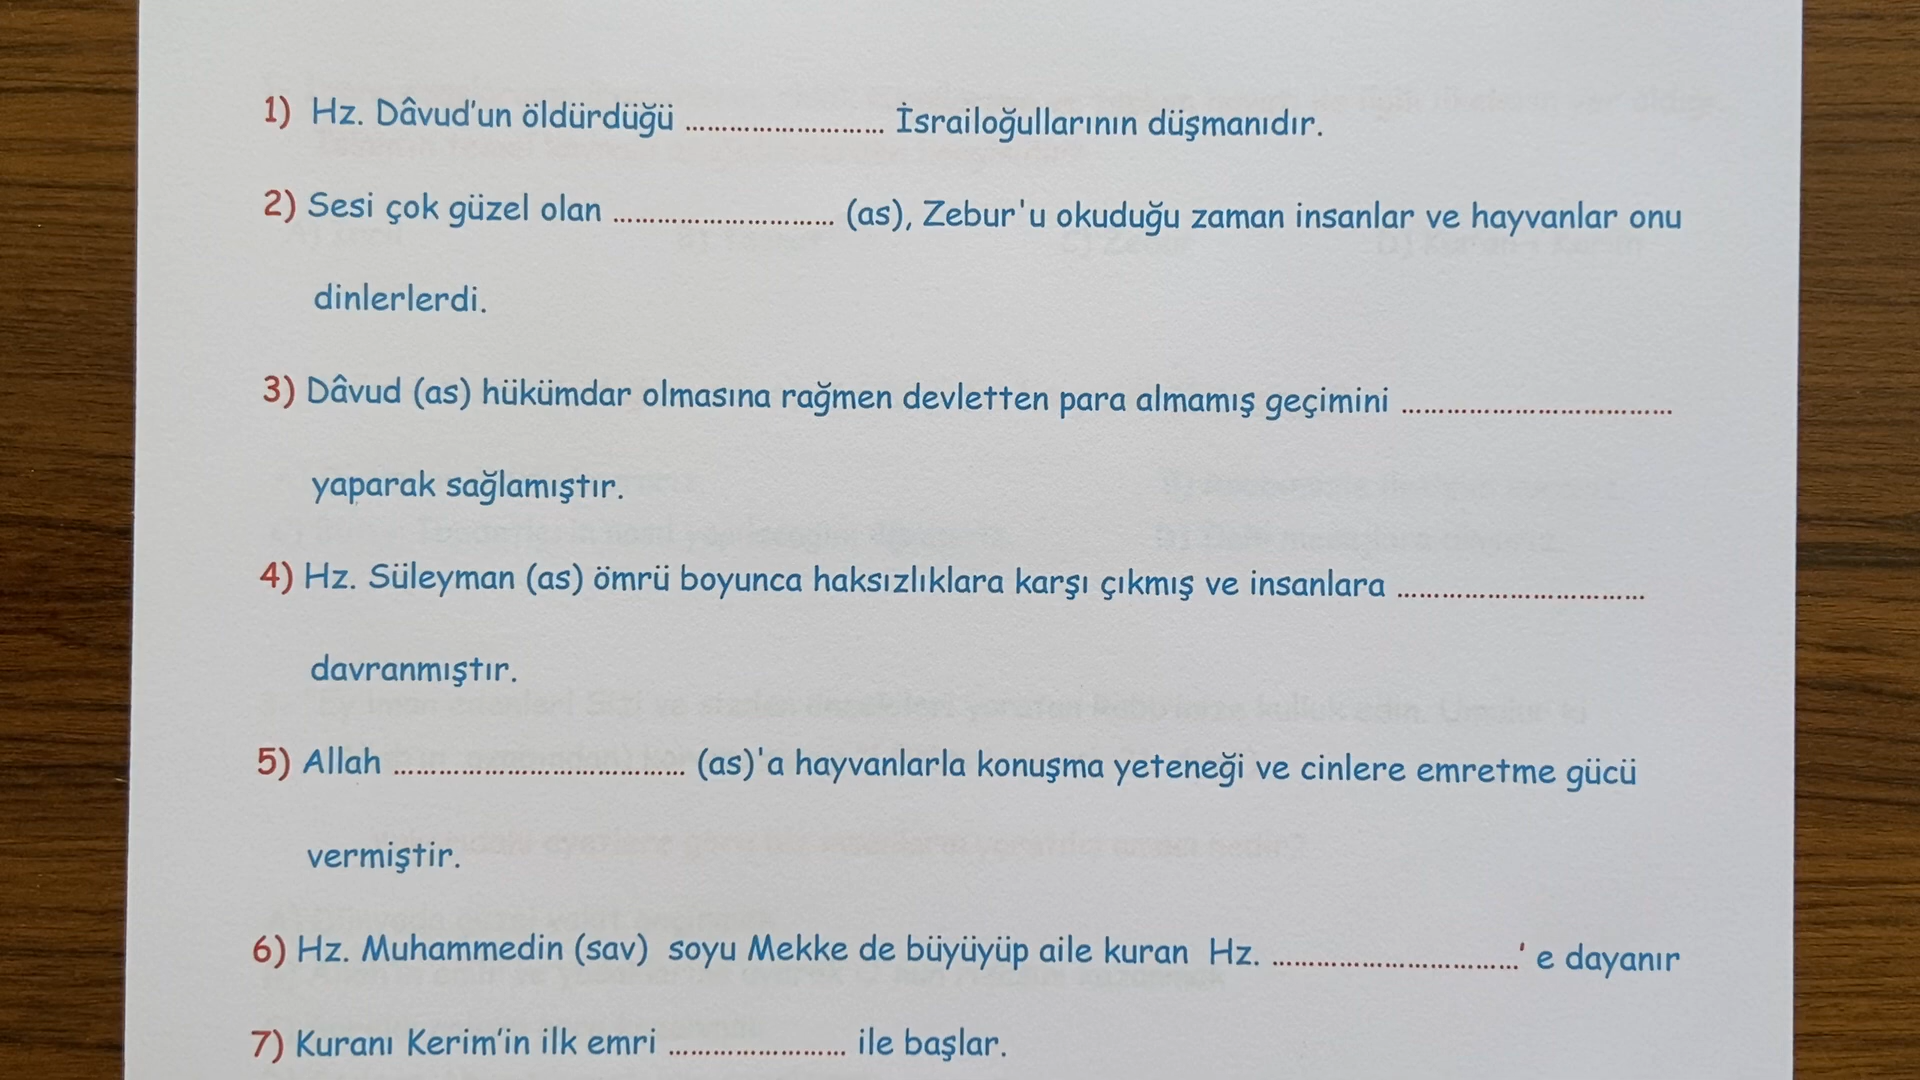 1) Hz. Dâvud'un öldürdüğü .......................... İsrailoğullarının düşmanıdır.
2) Sesi çok güzel olan ............................. (as), Zebur'u okuduğu zaman insanlar ve hayvanlar onu
dinlerlerdi.
3) Dâvud (as) hükümdar olmasına rağmen devletten para almamış geçimini ....................................
yaparak sağlamıştır.
4) Hz. Süleyman (as) ömrü boyunca haksızlıklara karşı çıkmış ve insanlara .................................
davranmıştır.
5) Allah ...................................... (as)'a hayvanlarla konuşma yeteneği ve cinlere emretme gücü
vermiştir.
6) Hz. Muhammedin (sav) soyu Mekke de büyüyüp aile kuran Hz. .................................' e dayanır
7) Kuranı Kerim'in ilk emri ....................... ile başlar.